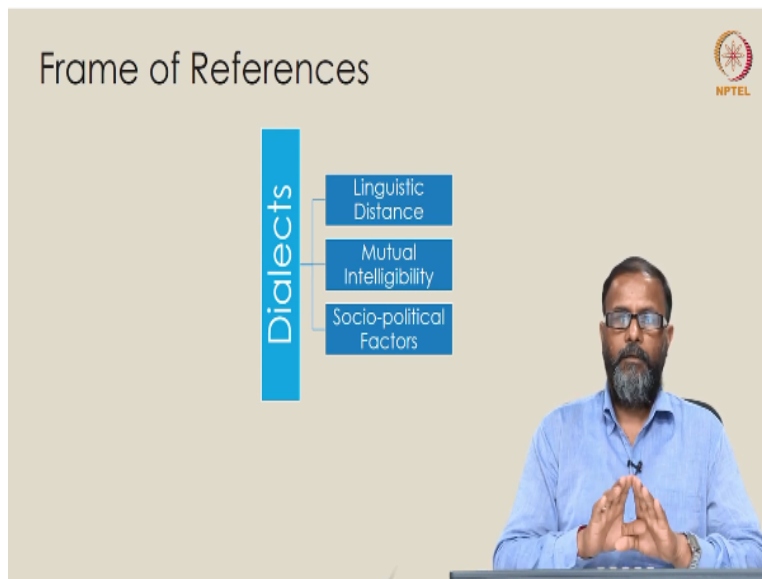 Frame of References
NPTEL
Dialects
Linguistic
Distance
Mutual
Intelligibility
Socio-political
Factors